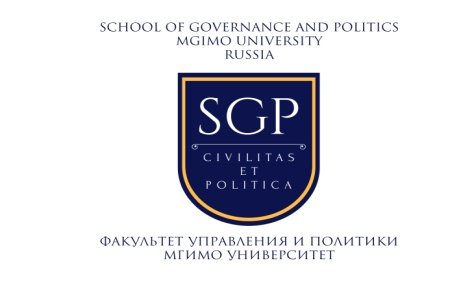 SCHOOL OF GOVERNANCE AND POLITICS
MGIMO UNIVERSITY
RUSSIA
SGP
CIVILITAS
ET
POLITICA
ФАКУЛЬТЕТ УПРАВЛЕНИЯ И ПОЛИТИКИ
МГИМО УНИВЕРСИТЕТ